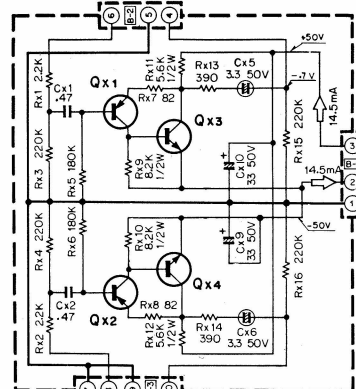 6 B-2 5 4
+50V
Rx1 2.2K
Cx1 .47
Qx1
Rx11 5.6K 1/2W
Rx7 82
Rx13 390
Cx5 3.3 50V
-.7 V
14.5mA
Qx3
Rx3 220K
Rx5 180K
Rx9 8.2K 1/2W
Cx10 33 50V
Rx15 220K
3
B-
14.5mA
2
1
Rx4 220K
Rx6 180K
Rx10 8.2K 1/2W
Cx9 33 50V
-50V
Rx16 220K
Qx4
Cx2 .47
Rx2 2.2K
Qx2
Rx8 82
Rx12 5.6K 1/2W
Rx14 390
Cx6 3.3 50V